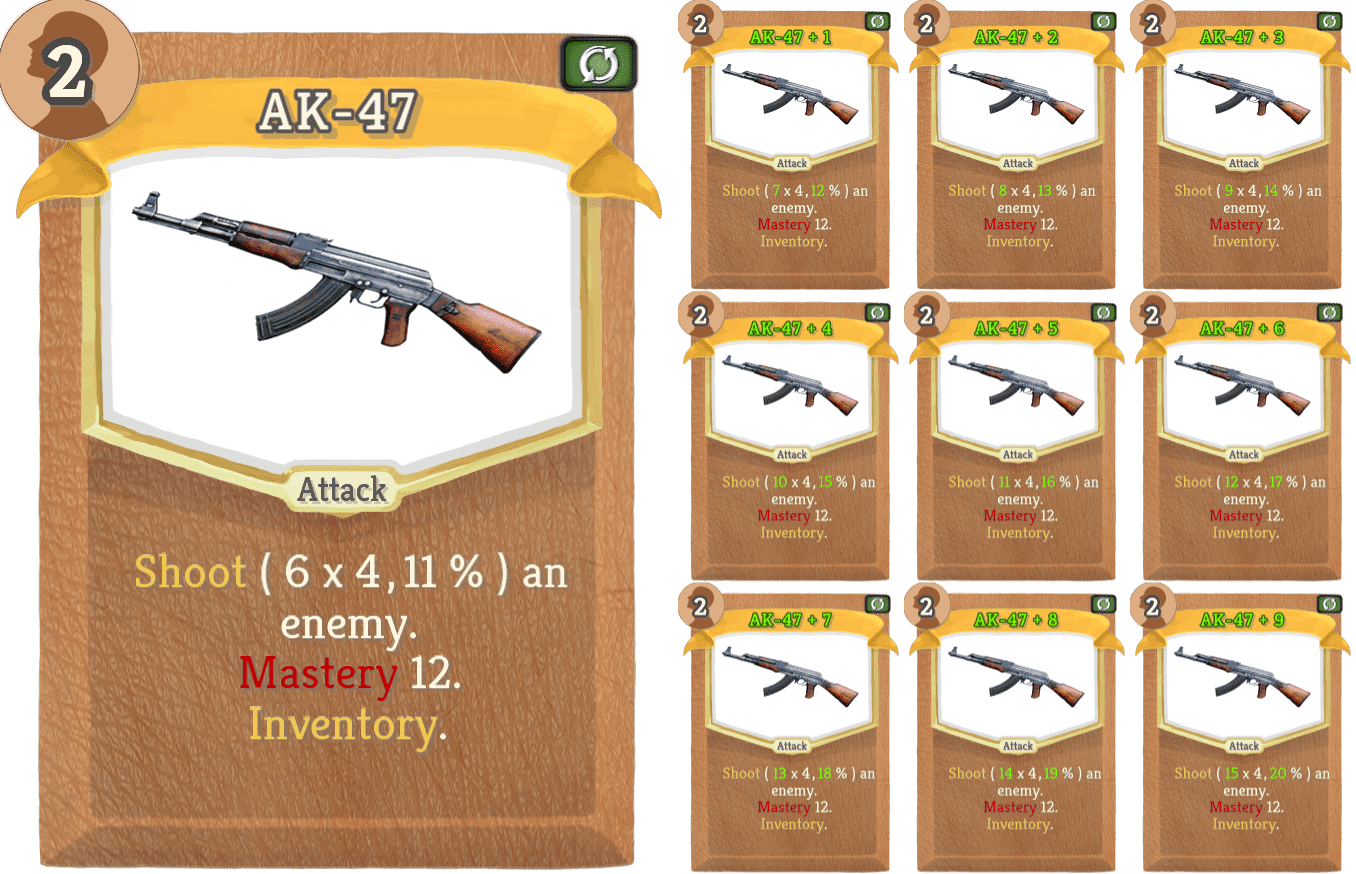 2
AK-47
Attack
Shoot ( 6 x 4, 11 % ) an
enemy.
Mastery 12.
Inventory.
2
AK-47 + 1
Attack
Shoot ( 7 x 4, 12 % ) an
enemy.
Mastery 12.
Inventory.
2
AK-47 + 2
Attack
Shoot ( 8 x 4, 13 % ) an
enemy.
Mastery 12.
Inventory.
2
AK-47 + 3
Attack
Shoot ( 9 x 4, 14 % ) an
enemy.
Mastery 12.
Inventory.
2
AK-47 + 4
Attack
Shoot ( 10 x 4, 15 % ) an
enemy.
Mastery 12.
Inventory.
2
AK-47 + 5
Attack
Shoot ( 11 x 4, 16 % ) an
enemy.
Mastery 12.
Inventory.
2
AK-47 + 6
Attack
Shoot ( 12 x 4, 17 % ) an
enemy.
Mastery 12.
Inventory.
2
AK-47 + 7
Attack
Shoot ( 13 x 4, 18 % ) an
enemy.
Mastery 12.
Inventory.
2
AK-47 + 8
Attack
Shoot ( 14 x 4, 19 % ) an
enemy.
Mastery 12.
Inventory.
2
AK-47 + 9
Attack
Shoot ( 15 x 4, 20 % ) an
enemy.
Mastery 12.
Inventory.